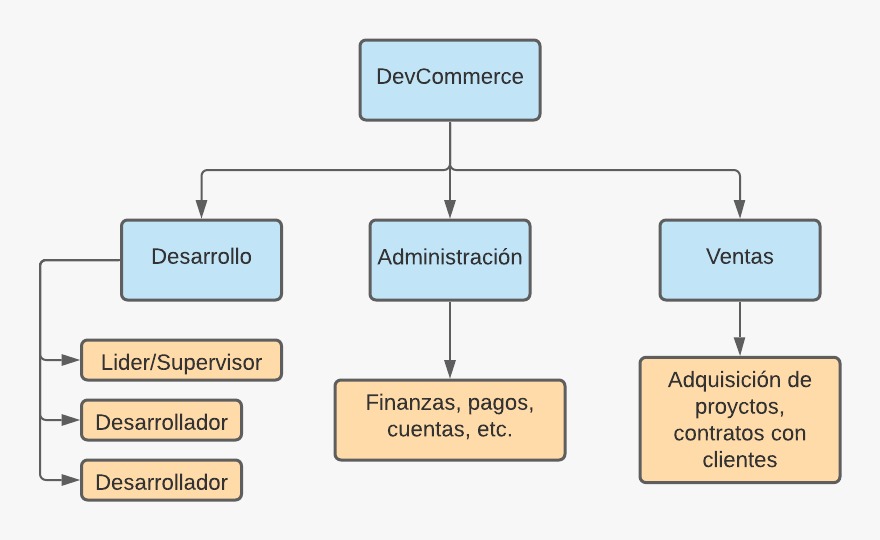 DevCommerce
Desarrollo
Administración
Ventas
Lider/Supervisor
Desarrollador
Desarrollador
Finanzas, pagos,
cuentas, etc.
Adquisición de
proyctos,
contratos con
clientes